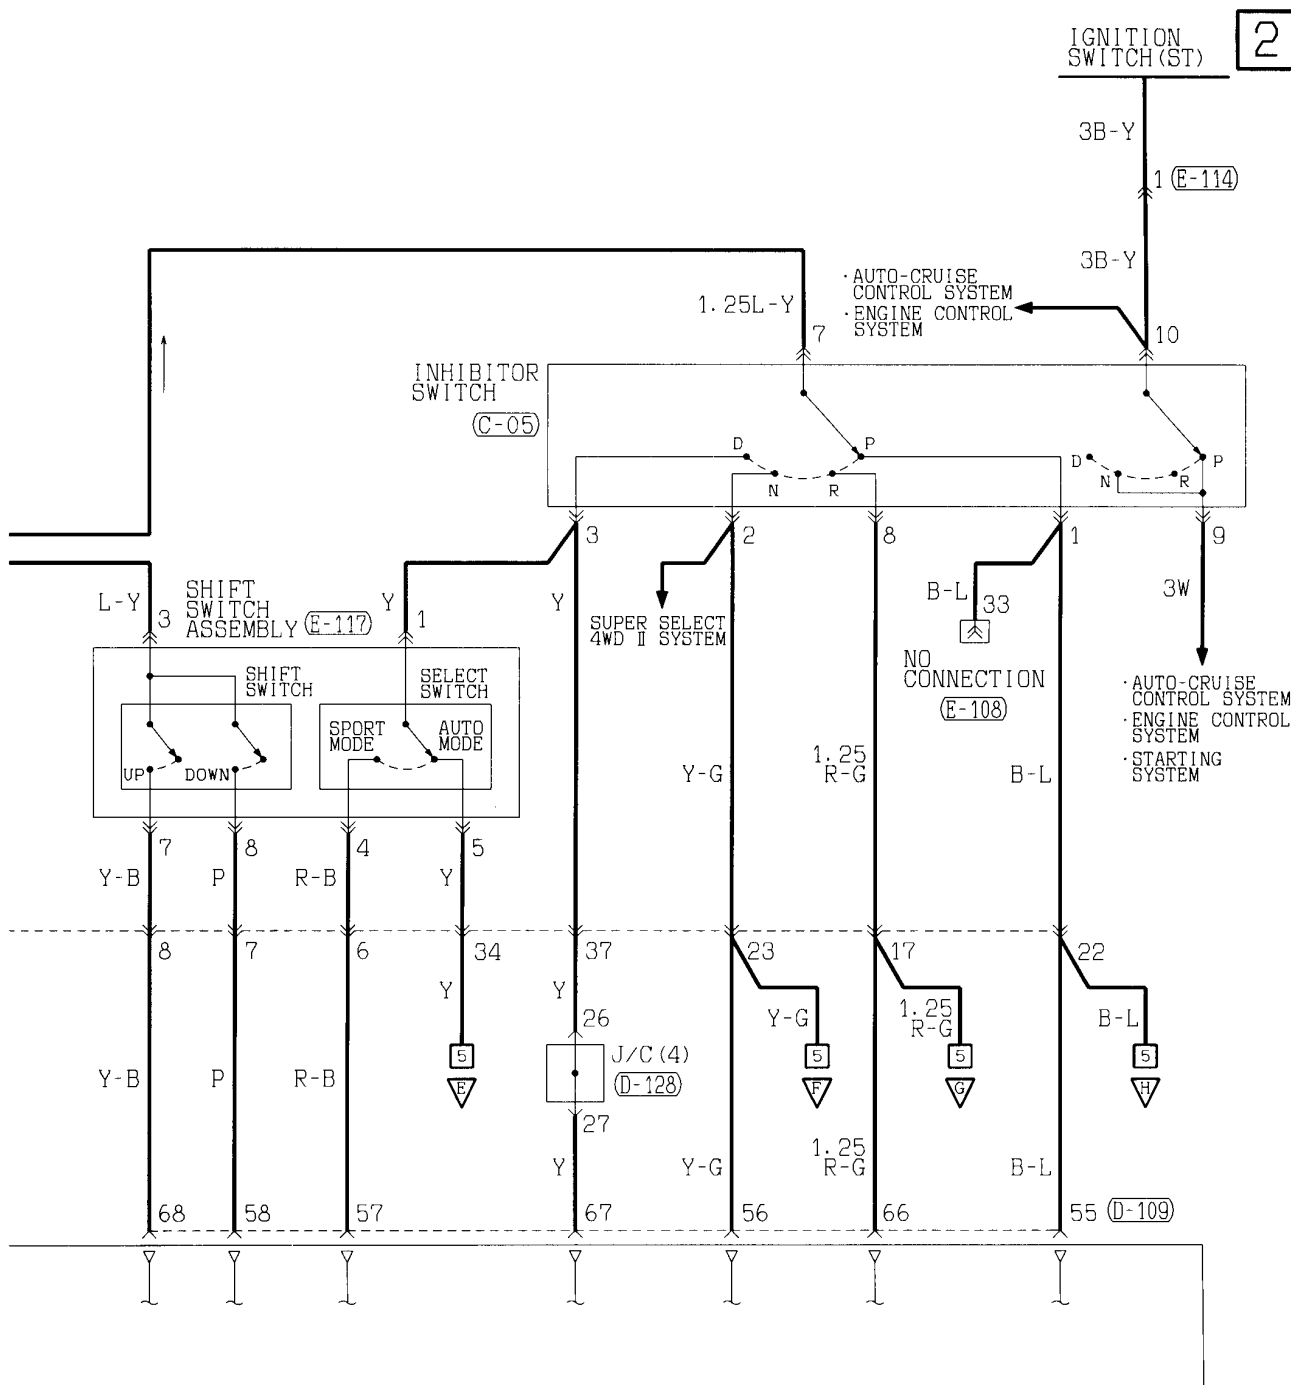 2
IGNITION
SWITCH(ST)
3B-Y
1 (E-114)
3B-Y
· AUTO-CRUISE
CONTROL SYSTEM
· ENGINE CONTROL
SYSTEM
1.25L-Y
7
10
INHIBITOR
SWITCH
(C-05)
D
P
N
R
D
P
N
R
3
2
8
1
9
L-Y
3
SHIFT
SWITCH
ASSEMBLY (E-117)
Y
1
Y
SUPER SELECT
4WD II SYSTEM
B-L
33
NO
CONNECTION
(E-108)
3W
· AUTO-CRUISE
CONTROL SYSTEM
· ENGINE CONTROL
SYSTEM
· STARTING
SYSTEM
SHIFT
SWITCH
SELECT
SWITCH
UP
DOWN
SPORT
MODE
AUTO
MODE
Y-G
1.25
R-G
B-L
7
8
4
5
Y-B
P
R-B
Y
8
7
6
34
37
23
17
22
Y
Y
Y-G
1.25
R-G
B-L
26
5
5
5
5
J/C(4)
(D-128)
E
F
G
H
Y-B
P
R-B
27
Y
Y-G
1.25
R-G
B-L
68
58
57
67
56
66
55 (D-109)